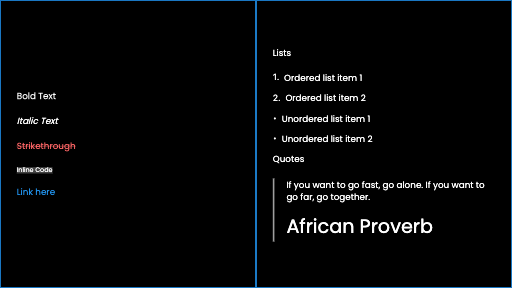 Bold Text
Italic Text
Strikethrough
Inline Code
Link here
Lists
1. Ordered list item 1
2. Ordered list item 2
• Unordered list item 1
• Unordered list item 2
Quotes
If you want to go fast, go alone. If you want to
go far, go together.
African Proverb